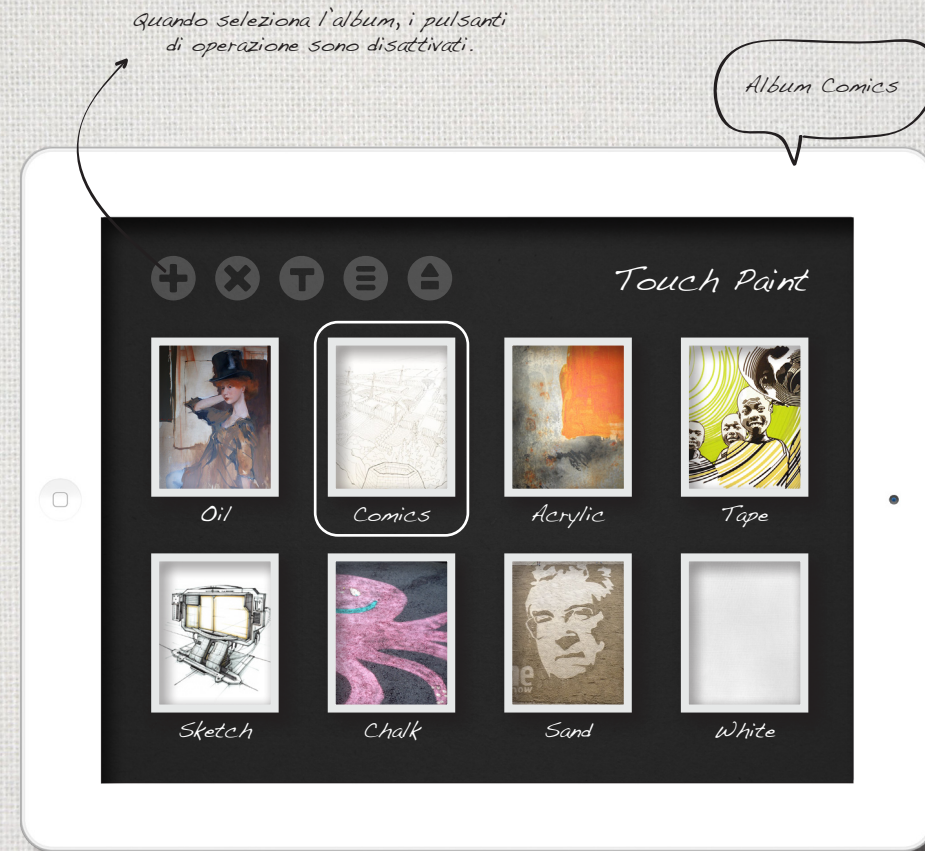 Quando seleziona l'album, i pulsanti
di operazione sono disattivati.
Album Comics
T
Touch Paint
Oil
Comics
Acrylic
Tape
Sketch
Chalk
Sand
White